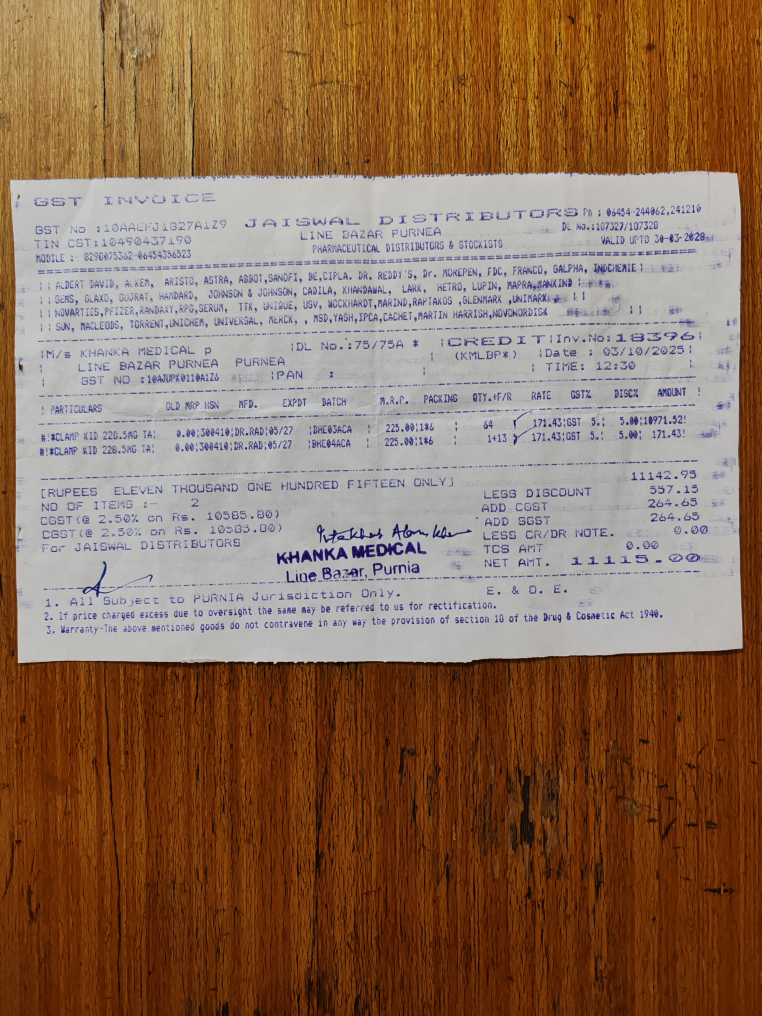 GST INVOICE
JAISWAL DISTRIBUTORS Ph : 06454-244062,241210
GST No :10AAEFJ1827A1Z9
LINE BAZAR PURNEA
DL No.:187327/187328
TIN CST:10490437190
PHARMACEUTICAL DISTRIBUTORS & STOCKISTS
VALID UPTO 30-03-2028
MOBILE :- 8298075362-06454356523
ALBERT DAVID, ALKEM, ARISTO, ASTRA, ABBOT,SANOFI, BE,CIPLA. DR. REDDY'S, Dr. MOREPEN, FDC, FRANCO, GALPHA, INDCHEMIE
GEMS, GLAXO, GUJRAT, HAMDARD, JOHNSON & JOHNSON, CADILA, KHANDAWAL, LARK, HETRO, LUPIN, MAPRA,MANKIND
NOVARTIES,PFIZER,RANBAXY,RPG,SERUM, TTK, UNIQUE, USV, WOCKHARDT,MARIND,RAPTAKOS ,GLENMARK ,UNIMARK
SUN, MACLEODS, TORRENT,UNICHEM, UNIVERSAL, MERCK, , MSD,YASH,IPCA,CACHET,MARTIN HARRISH,NOVONORDISK
M/s KHANKA MEDICAL p |DL No.:75/75A * |CREDIT|Inv.No:18396
LINE BAZAR PURNEA PURNEA (KMLBP*) |Date : 03/10/2025|
GST NO :10AJUPK0110A1Z6 |PAN : | TIME: 12:30
! PARTICULARS OLD MRP HSN MFD. EXPDT BATCH M.R.P. PACKING QTY.+F/R RATE GST% DISC% AMOUNT !
#!*CLAMP KID 228.5MG TA| 0.00|300410|DR.RAD|05/27 |BHE03ACA 225.00|1*6 | 64 171.43|GST 5.| 5.00|10971.52!
#!*CLAMP KID 228.5MG TA| 0.00|300410|DR.RAD|05/27 |BHE04ACA 225.00|1*6 | 1+13 171.43|GST 5.| 5.00| 171.43!
11142.95
[RUPEES ELEVEN THOUSAND ONE HUNDRED FIFTEEN ONLY]
LESS DISCOUNT 557.15
NO OF ITEMS :- 2
ADD CGST 264.65
CGST(@ 2.50% on Rs. 10585.80)
ADD SGST 264.65
CGST(@ 2.50% on Rs. 10585.80)
LESS CR/DR NOTE. 0.00
For JAISWAL DISTRIBUTORS
TCS AMT 0.00
KHANKA MEDICAL
NET AMT. 11115.00
Line Bazar, Purnia
1. All Subject to PURNIA Jurisdiction Only. E. & O. E.
2. If price charged excess due to oversight the same may be referred to us for rectification.
3. Warranty-The above mentioned goods do not contravene in any way the provision of section 18 of the Drug & Cosmetic Act 1940.